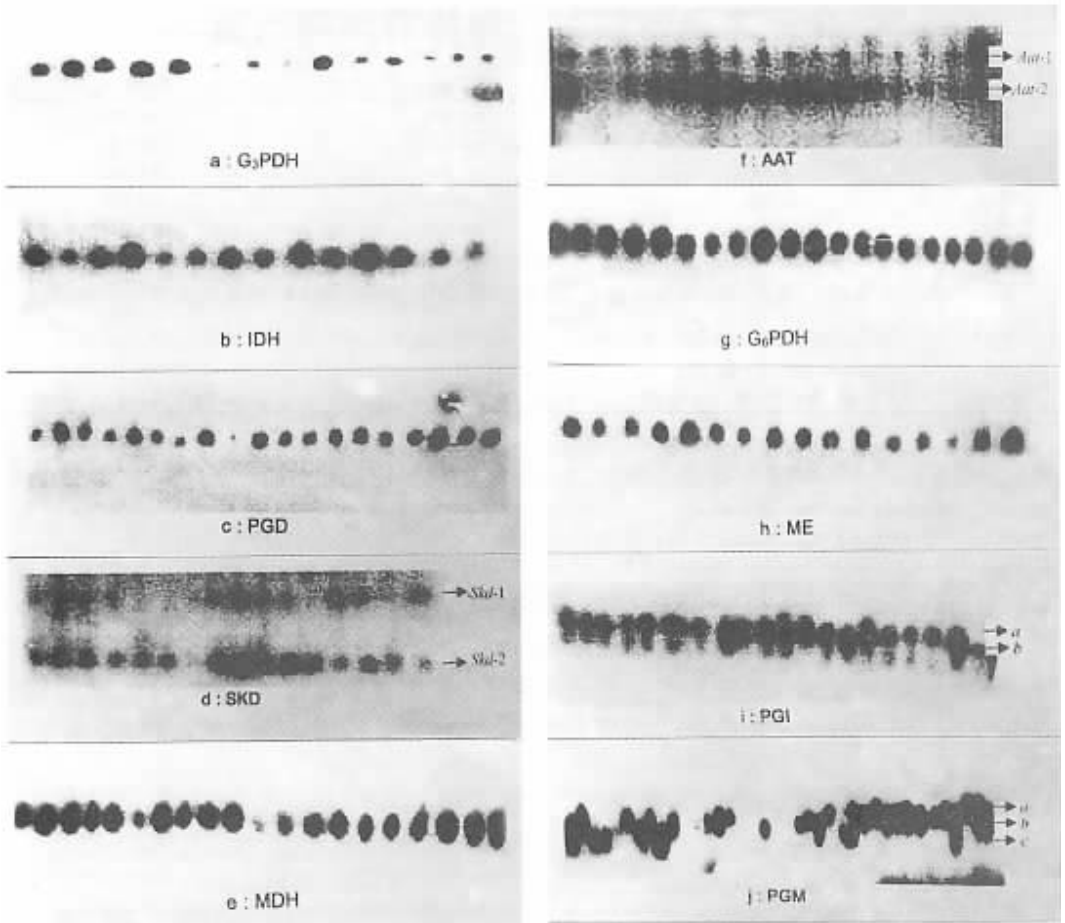 a : G₃PDH
b : IDH
c : PGD
Skd-1
Skd-2
d : SKD
e : MDH
Aat-1
Aat-2
f : AAT
g : G₆PDH
h : ME
a
b
i : PGI
a
b
c
j : PGM